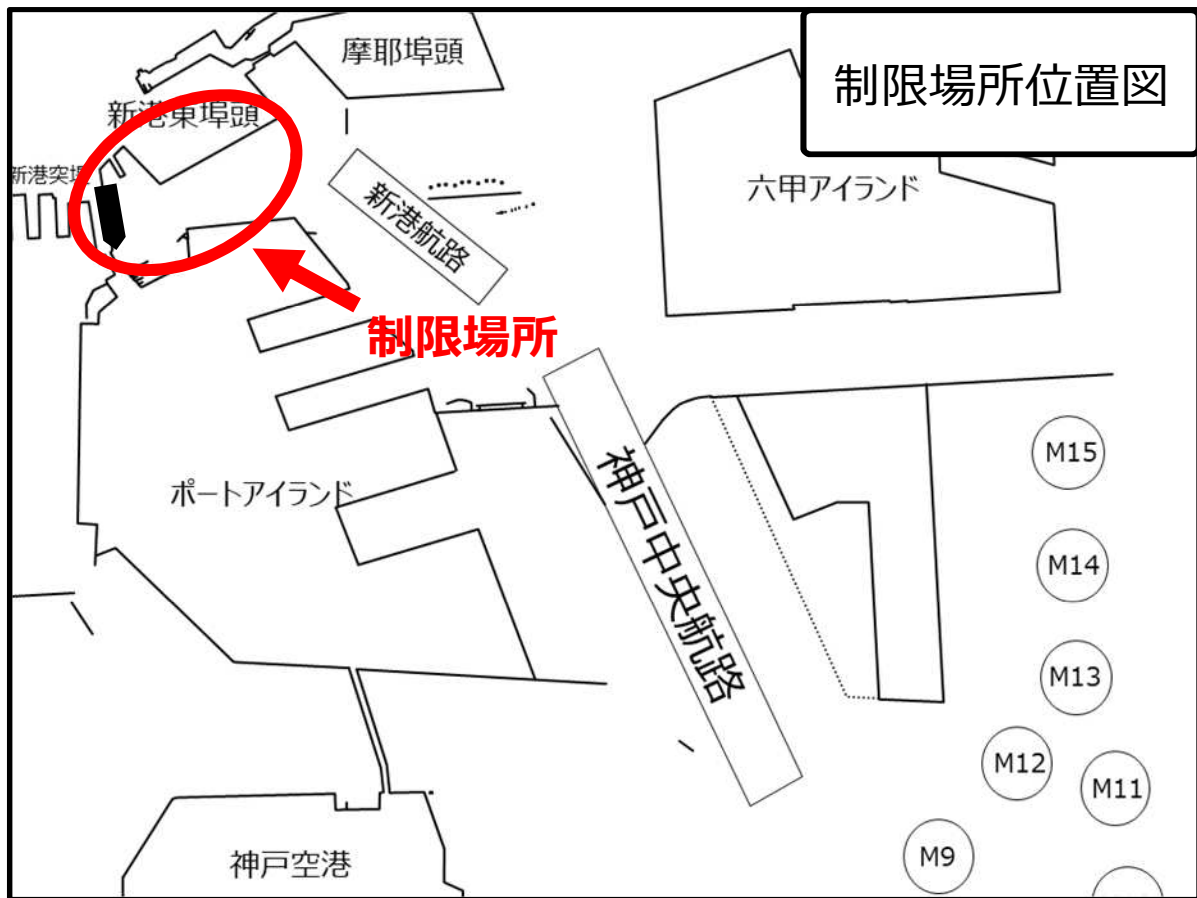 制限場所位置図
摩耶埠頭
新港東埠頭
新港突堤
新港航路
六甲アイランド
制限場所
神戸中央航路
ポートアイランド
M15
M14
M13
M12
M11
M9
神戸空港